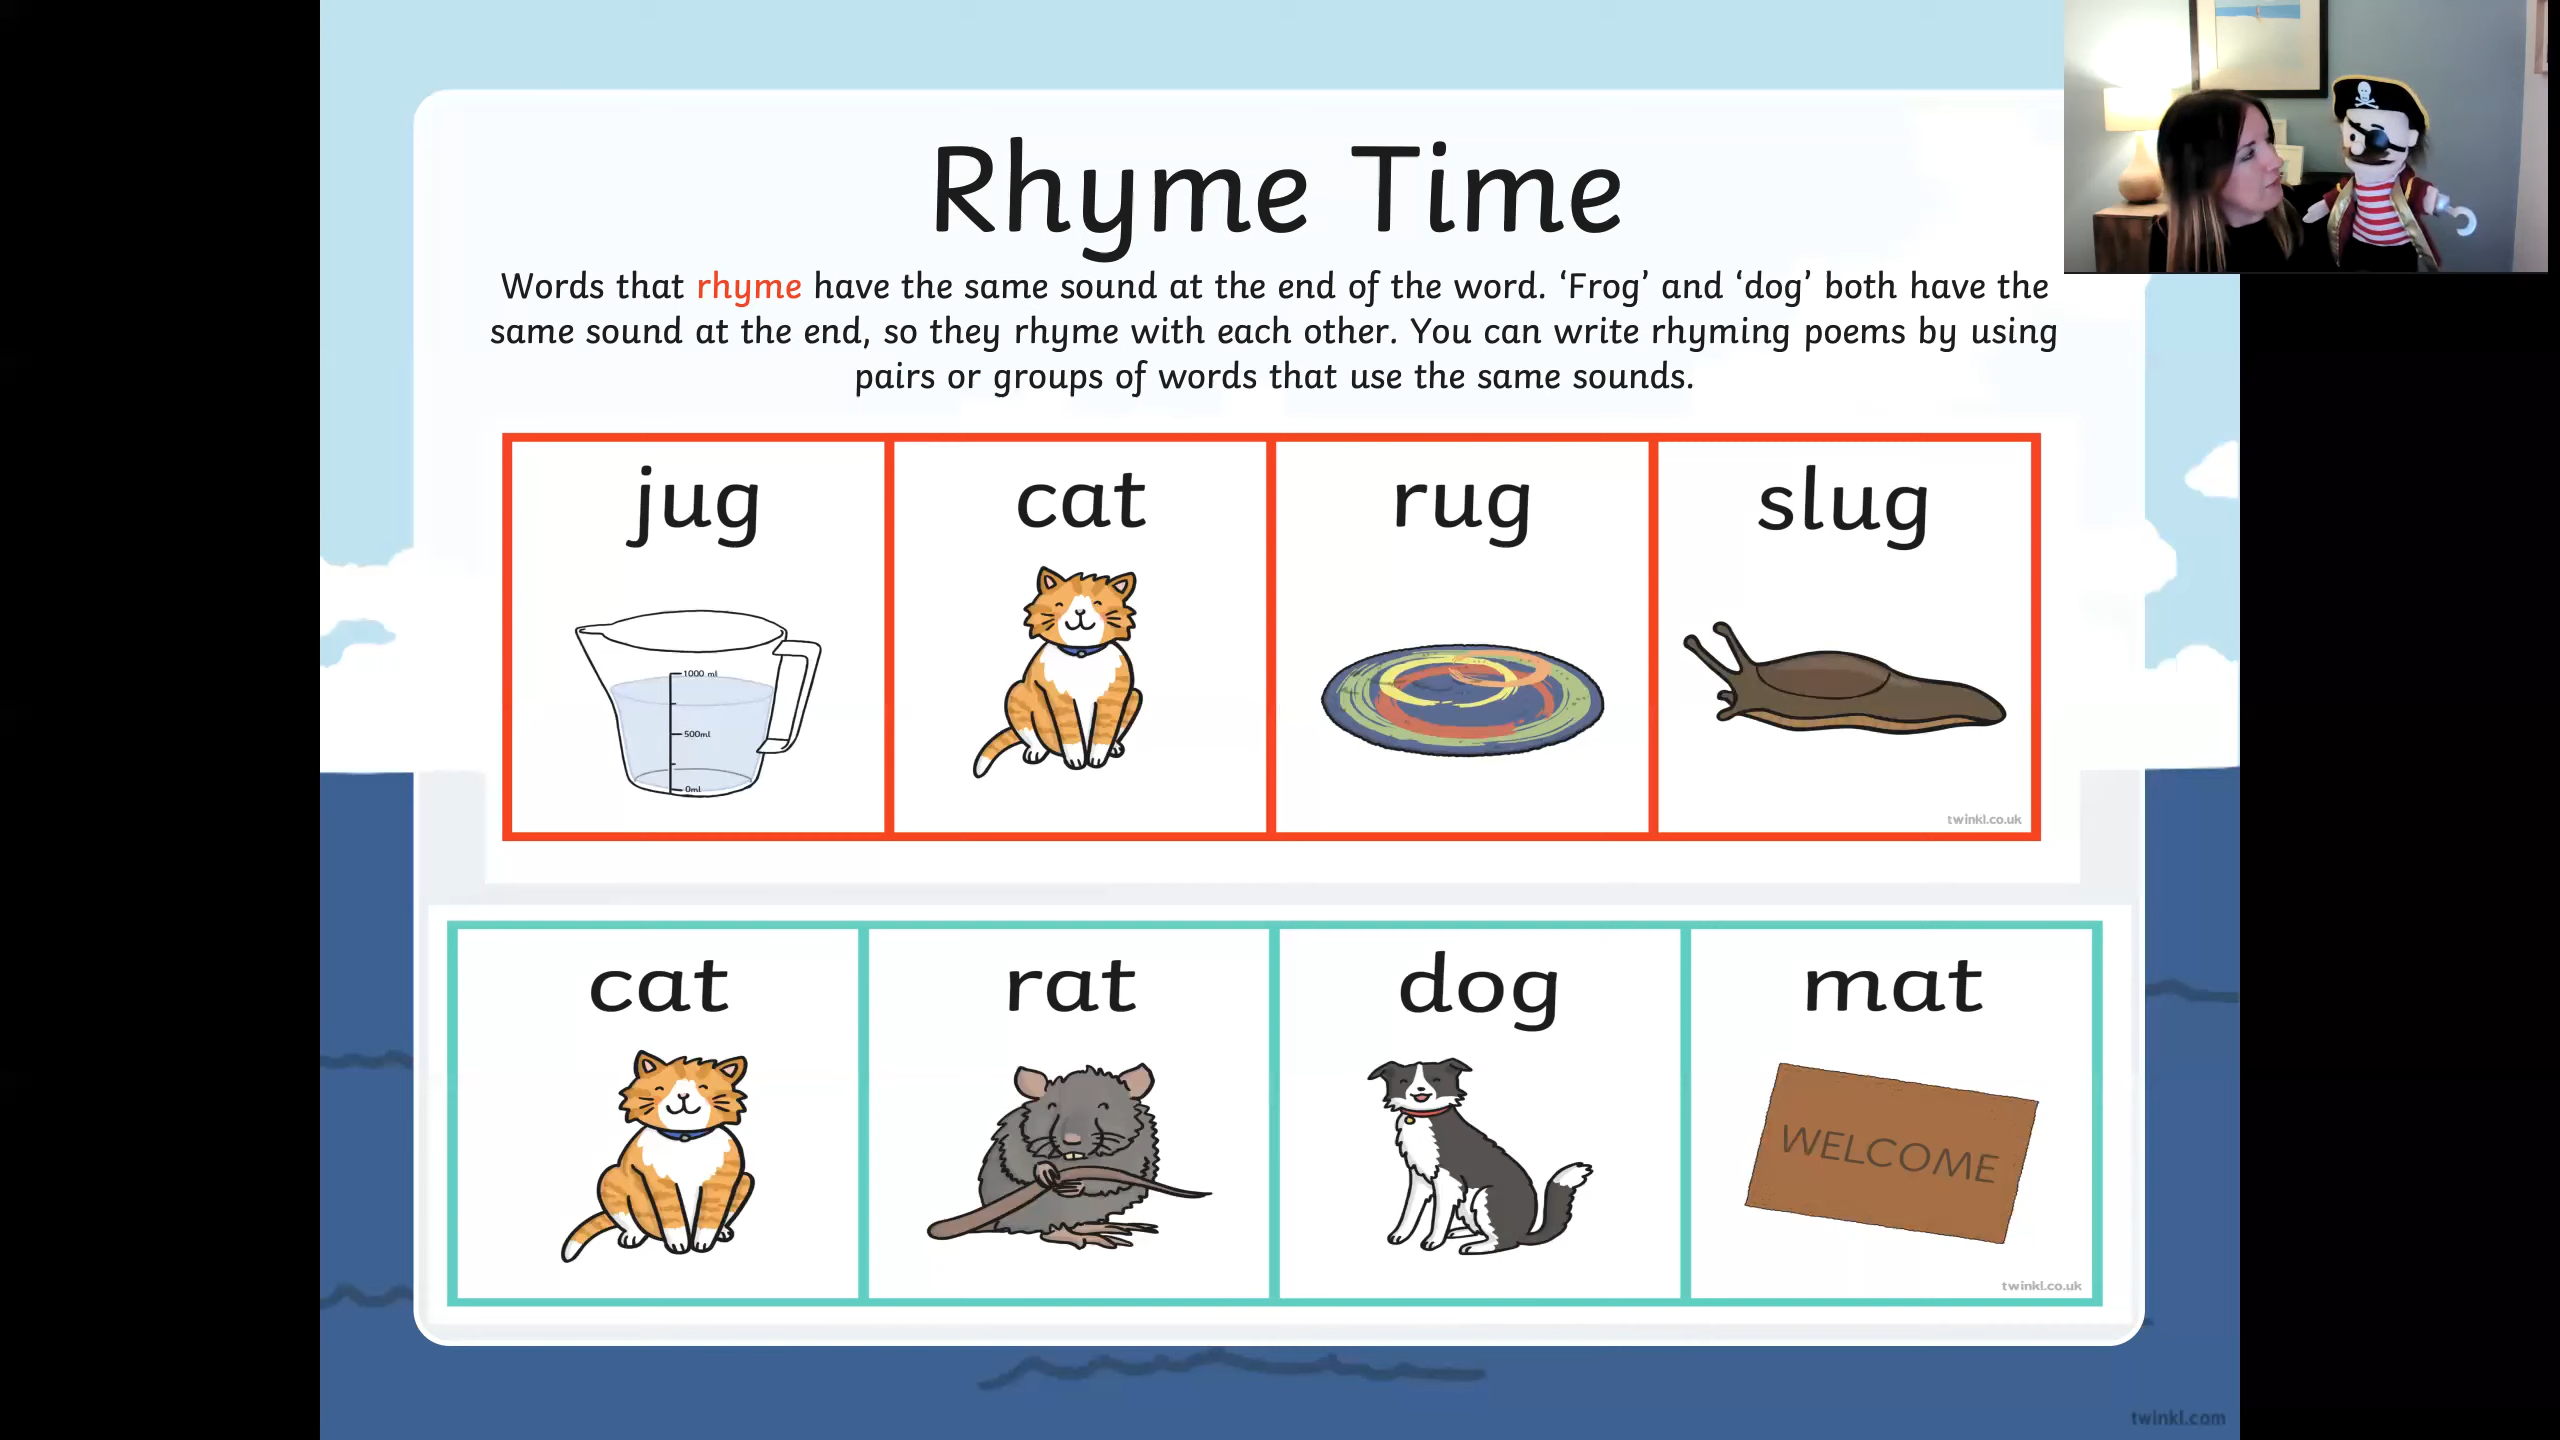 Rhyme Time
Words that rhyme have the same sound at the end of the word. ‘Frog’ and ‘dog’ both have the
same sound at the end, so they rhyme with each other. You can write rhyming poems by using
pairs or groups of words that use the same sounds.
jug cat rug slug
1000 ml
500ml
0ml
twinkl.co.uk
cat rat dog mat
WELCOME
twinkl.co.uk
twinkl.com